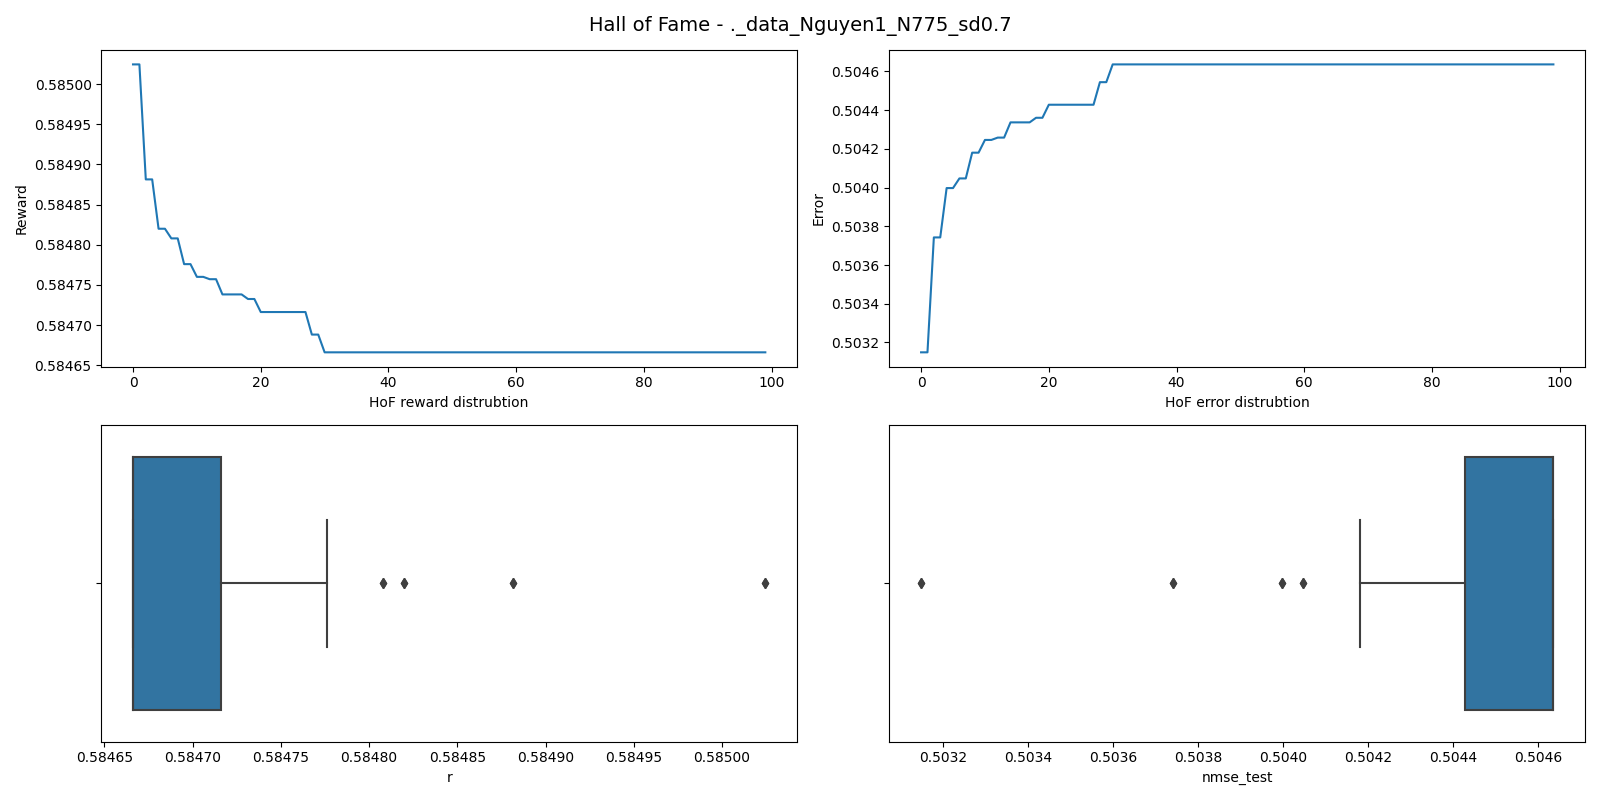 Hall of Fame - ._data_Nguyen1_N775_sd0.7
0.58500
0.58495
0.58490
0.58485
0.58480
0.58475
0.58470
0.58465
Reward
0 20 40 60 80 100
HoF reward distrubtion
0.5046
0.5044
0.5042
0.5040
0.5038
0.5036
0.5034
0.5032
Error
0 20 40 60 80 100
HoF error distrubtion
0.58465 0.58470 0.58475 0.58480 0.58485 0.58490 0.58495 0.58500
r
0.5032 0.5034 0.5036 0.5038 0.5040 0.5042 0.5044 0.5046
nmse_test